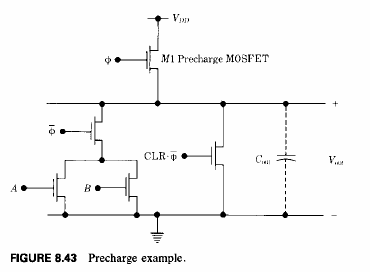 V_DD
ϕ
M1 Precharge MOSFET
+
ϕ̅
CLR·ϕ̅
C_out
V_out
A
B
−
FIGURE 8.43 Precharge example.